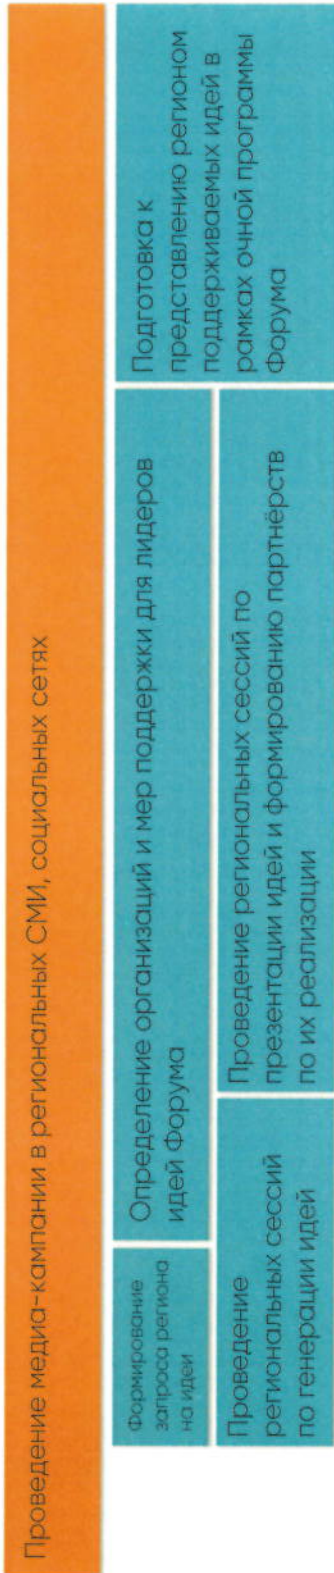 Проведение медиа-кампании в региональных СМИ, социальных сетях
Формирование
запроса региона
на идеи
Определение организаций и мер поддержки для лидеров
идей Форума
Подготовка к
представлению регионом
поддерживаемых идей в
рамках очной программы
Форума
Проведение
региональных сессий
по генерации идей
Проведение региональных сессий по
презентации идей и формированию партнёрств
по их реализации